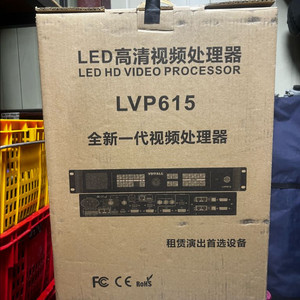 LED高清视频处理器
LED HD VIDEO PROCESSOR
LVP615
全新一代视频处理器
租赁演出首选设备
FC CE RoHS